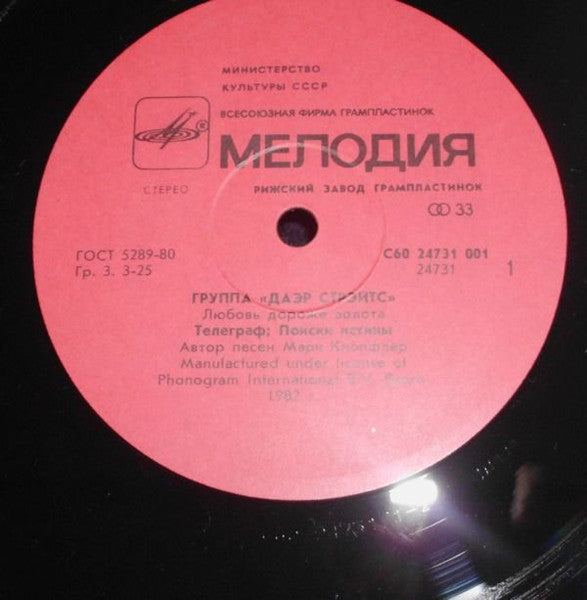 МИНИСТЕРСТВО
КУЛЬТУРЫ СССР
ВСЕСОЮЗНАЯ ФИРМА ГРАМПЛАСТИНОК
МЕЛОДИЯ
СТЕРЕО
РИЖСКИЙ ЗАВОД ГРАМПЛАСТИНОК
33
ГОСТ 5289-80
С60 24731 001
Гр. 3. 3-25
24731
1
ГРУППА «ДАЭР СТРЭЙТС»
Любовь дороже золота
Телеграф; Поиски истины
Автор песен Марк Кнопфлер
Manufactured under license of
Phonogram International B.V. Baarn
1982 г.